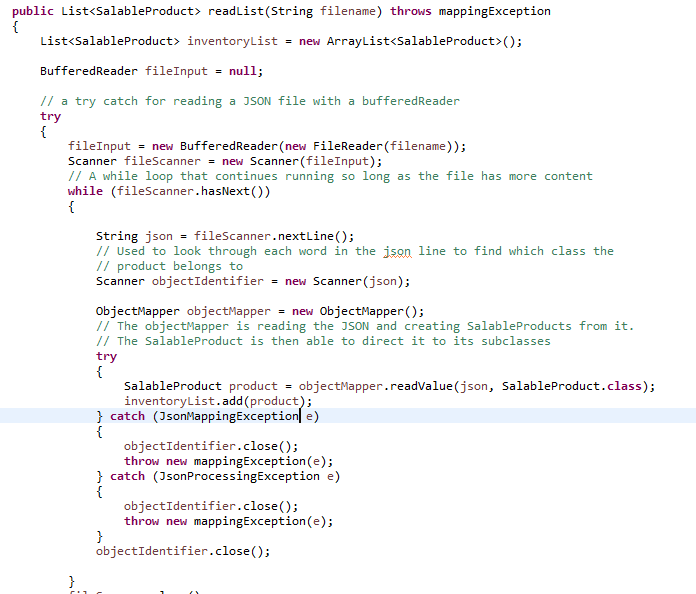 public List<SalableProduct> readList(String filename) throws mappingException
{
    List<SalableProduct> inventoryList = new ArrayList<SalableProduct>();

    BufferedReader fileInput = null;

    // a try catch for reading a JSON file with a bufferedReader
    try
    {
        fileInput = new BufferedReader(new FileReader(filename));
        Scanner fileScanner = new Scanner(fileInput);
        // A while loop that continues running so long as the file has more content
        while (fileScanner.hasNext())
        {

            String json = fileScanner.nextLine();
            // Used to look through each word in the json line to find which class the
            // product belongs to
            Scanner objectIdentifier = new Scanner(json);

            ObjectMapper objectMapper = new ObjectMapper();
            // The objectMapper is reading the JSON and creating SalableProducts from it.
            // The SalableProduct is then able to direct it to its subclasses
            try
            {
                SalableProduct product = objectMapper.readValue(json, SalableProduct.class);
                inventoryList.add(product);
            } catch (JsonMappingException e)
            {
                objectIdentifier.close();
                throw new mappingException(e);
            } catch (JsonProcessingException e)
            {
                objectIdentifier.close();
                throw new mappingException(e);
            }
            objectIdentifier.close();

        }